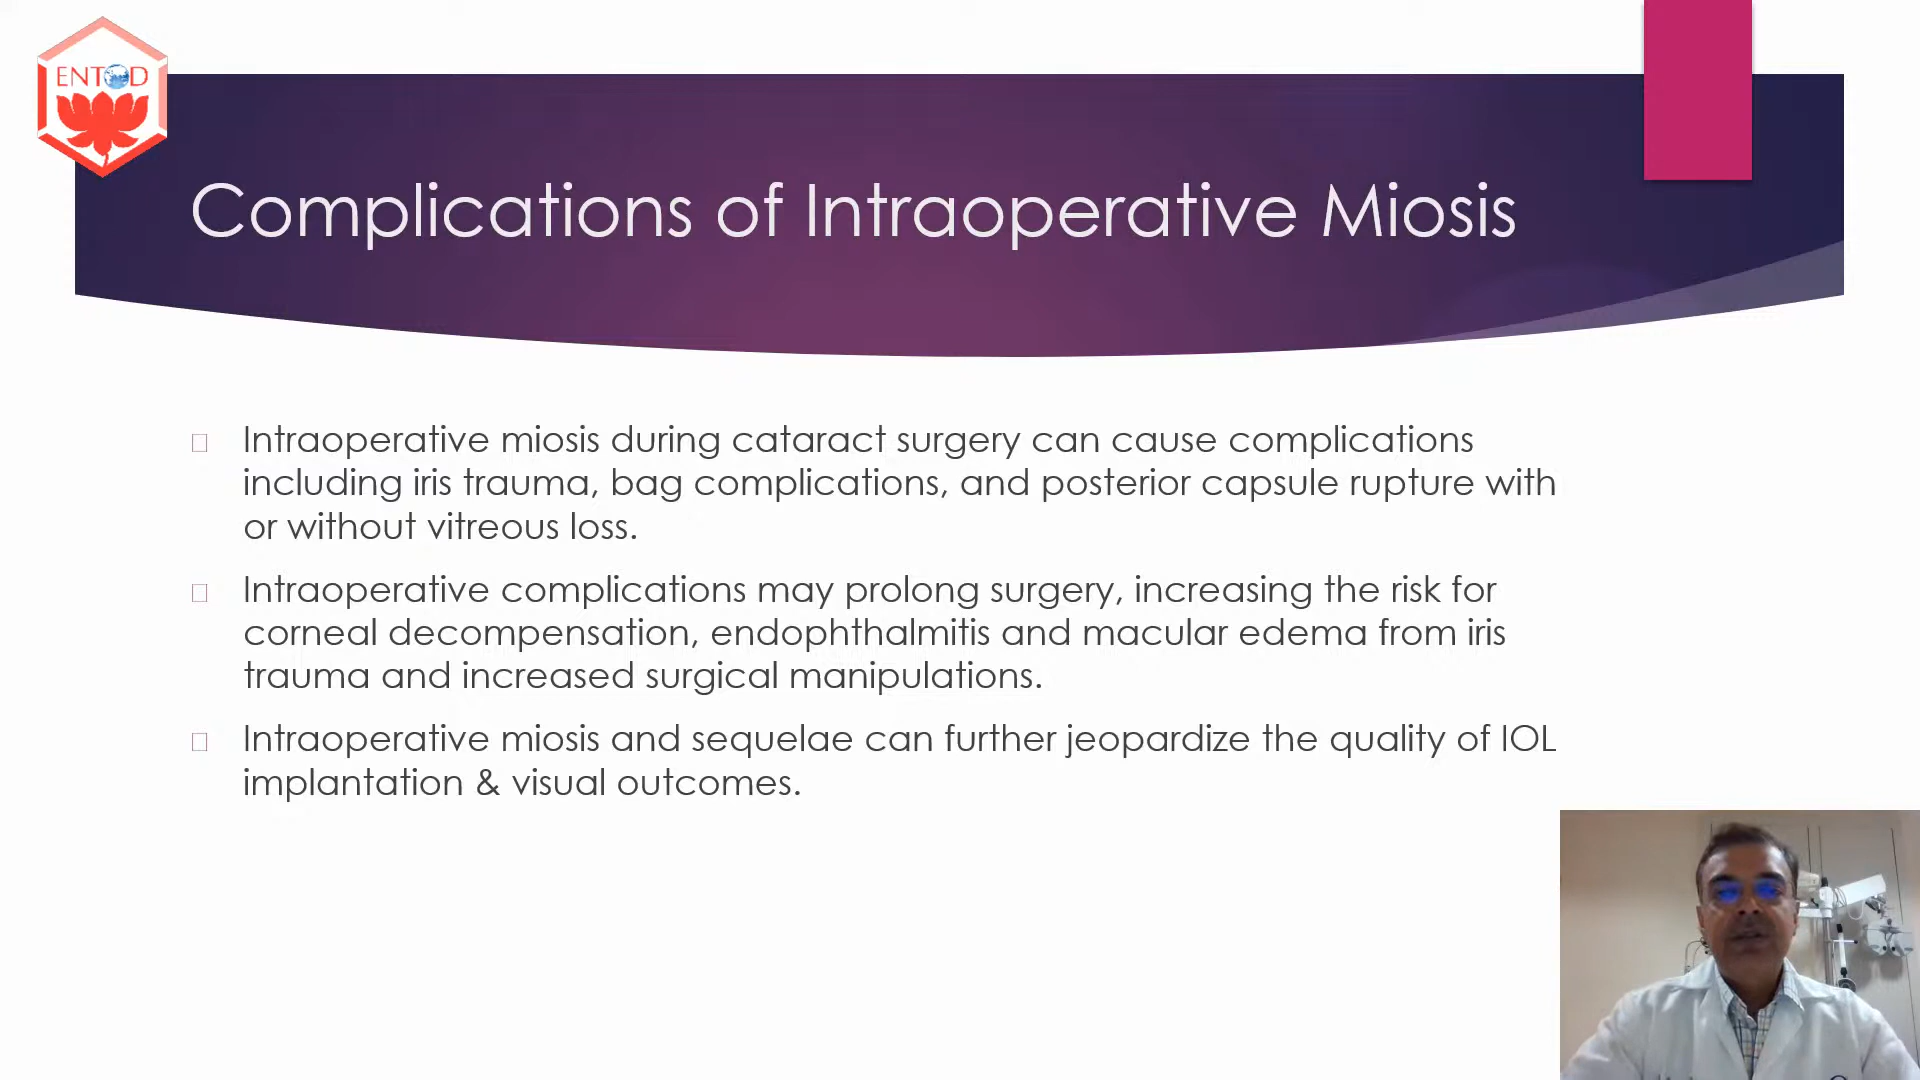 ENTOD
Complications of Intraoperative Miosis
Intraoperative miosis during cataract surgery can cause complications
including iris trauma, bag complications, and posterior capsule rupture with
or without vitreous loss.
Intraoperative complications may prolong surgery, increasing the risk for
corneal decompensation, endophthalmitis and macular edema from iris
trauma and increased surgical manipulations.
Intraoperative miosis and sequelae can further jeopardize the quality of IOL
implantation & visual outcomes.